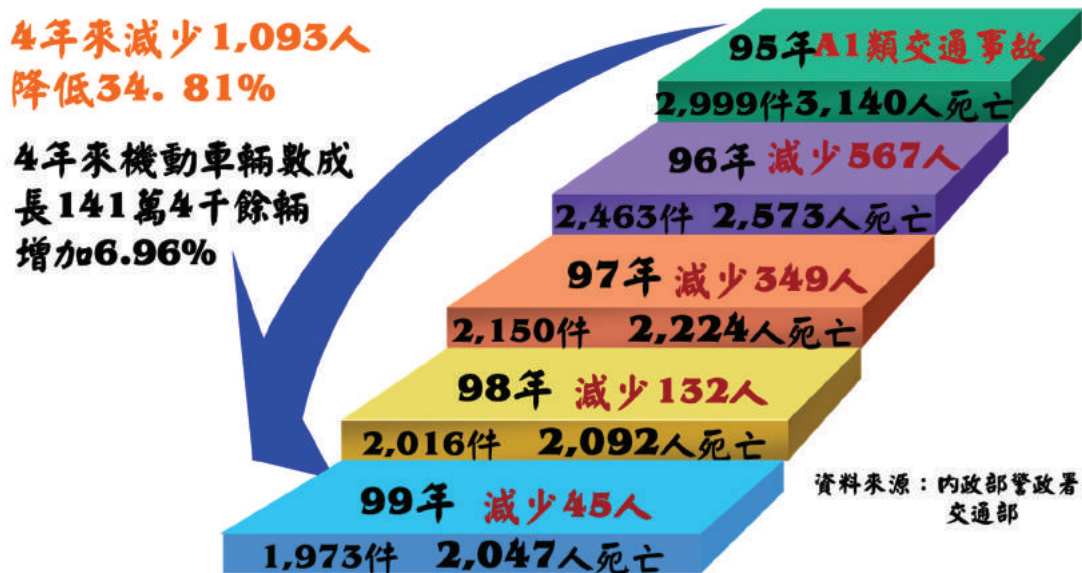 4年來減少1,093人
降低34. 81%
4年來機動車輛數成
長141萬4千餘輛
增加6.96%
95年A1類交通事故
2,999件3,140人死亡
96年 減少567人
2,463件 2,573人死亡
97年 減少349人
2,150件 2,224人死亡
98年 減少132人
2,016件 2,092人死亡
99年 減少45人
1,973件 2,047人死亡
資料來源：內政部警政署
交通部